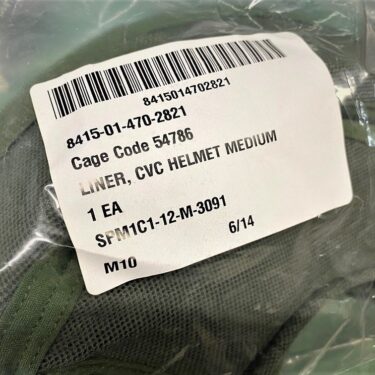 8415014702821
8415-01-470-2821
Cage Code 54786
LINER, CVC HELMET MEDIUM
1 EA
SPM1C1-12-M-3091
6/14
M10